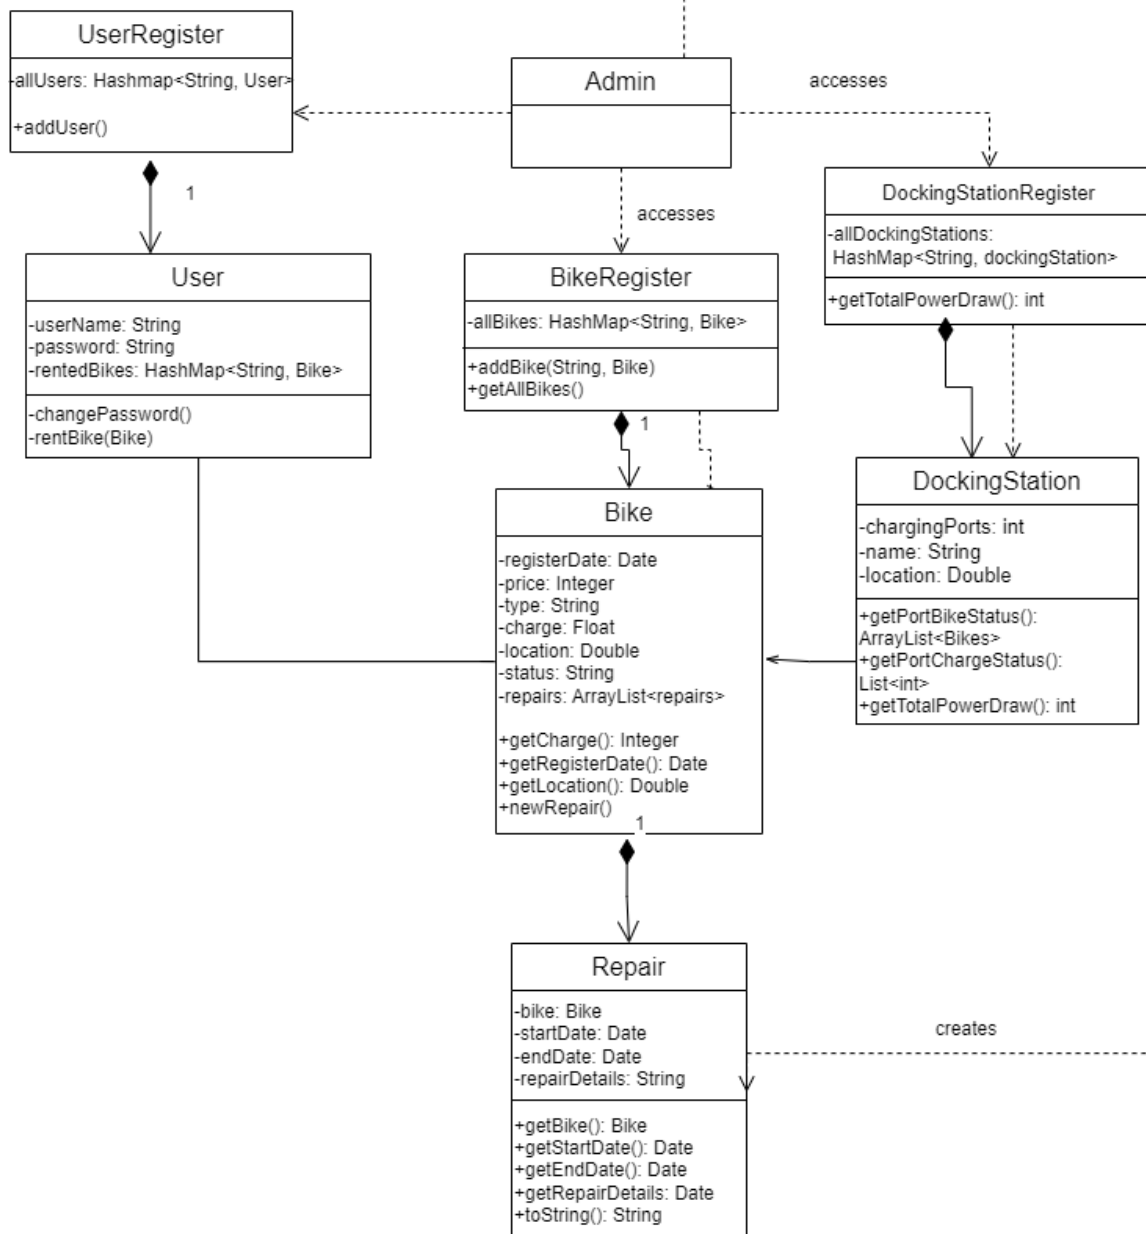 UserRegister
-allUsers: Hashmap<String, User>
+addUser()
1
Admin
accesses
accesses
DockingStationRegister
-allDockingStations:
HashMap<String, dockingStation>
+getTotalPowerDraw(): int
User
-userName: String
-password: String
-rentedBikes: HashMap<String, Bike>
-changePassword()
-rentBike(Bike)
BikeRegister
-allBikes: HashMap<String, Bike>
+addBike(String, Bike)
+getAllBikes()
1
DockingStation
-chargingPorts: int
-name: String
-location: Double
+getPortBikeStatus():
ArrayList<Bikes>
+getPortChargeStatus():
List<int>
+getTotalPowerDraw(): int
Bike
-registerDate: Date
-price: Integer
-type: String
-charge: Float
-location: Double
-status: String
-repairs: ArrayList<repairs>
+getCharge(): Integer
+getRegisterDate(): Date
+getLocation(): Double
+newRepair()
1
Repair
-bike: Bike
-startDate: Date
-endDate: Date
-repairDetails: String
+getBike(): Bike
+getStartDate(): Date
+getEndDate(): Date
+getRepairDetails: Date
+toString(): String
creates